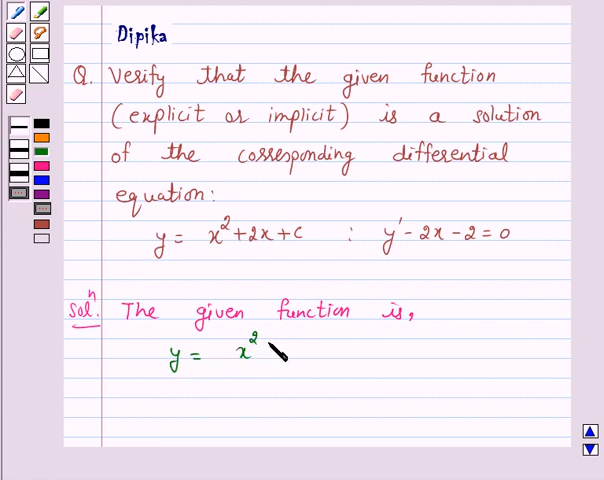 Dipika
Q. Verify that the given function
(explicit or implicit) is a solution
of the corresponding differential
equation:
y = x² + 2x + C : y' - 2x - 2 = 0
Solⁿ. The given function is,
y = x²